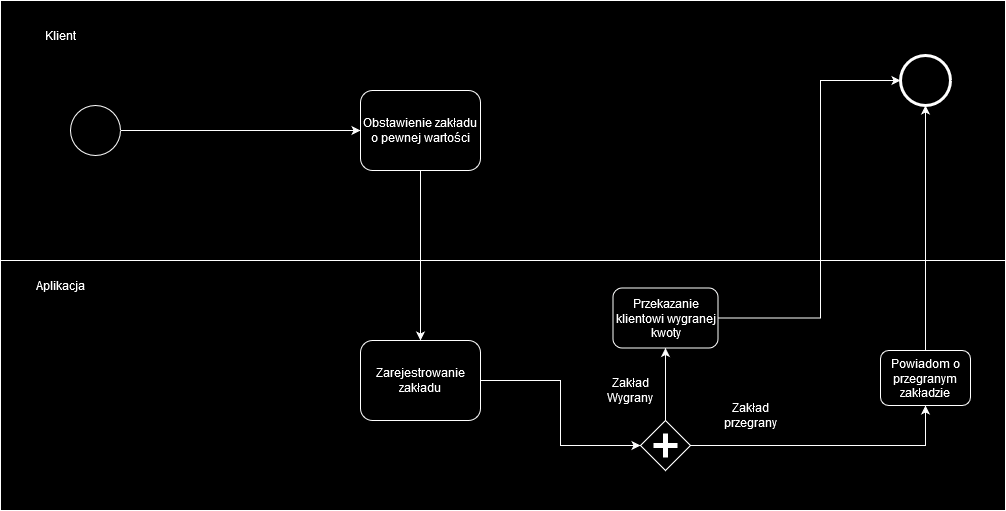 Klient
Obstawienie zakładu
o pewnej wartości
Aplikacja
Przekazanie
klientowi wygranej
kwoty
Zarejestrowanie
zakładu
Zakład
Wygrany
Zakład
przegrany
Powiadom o
przegranym
zakładzie